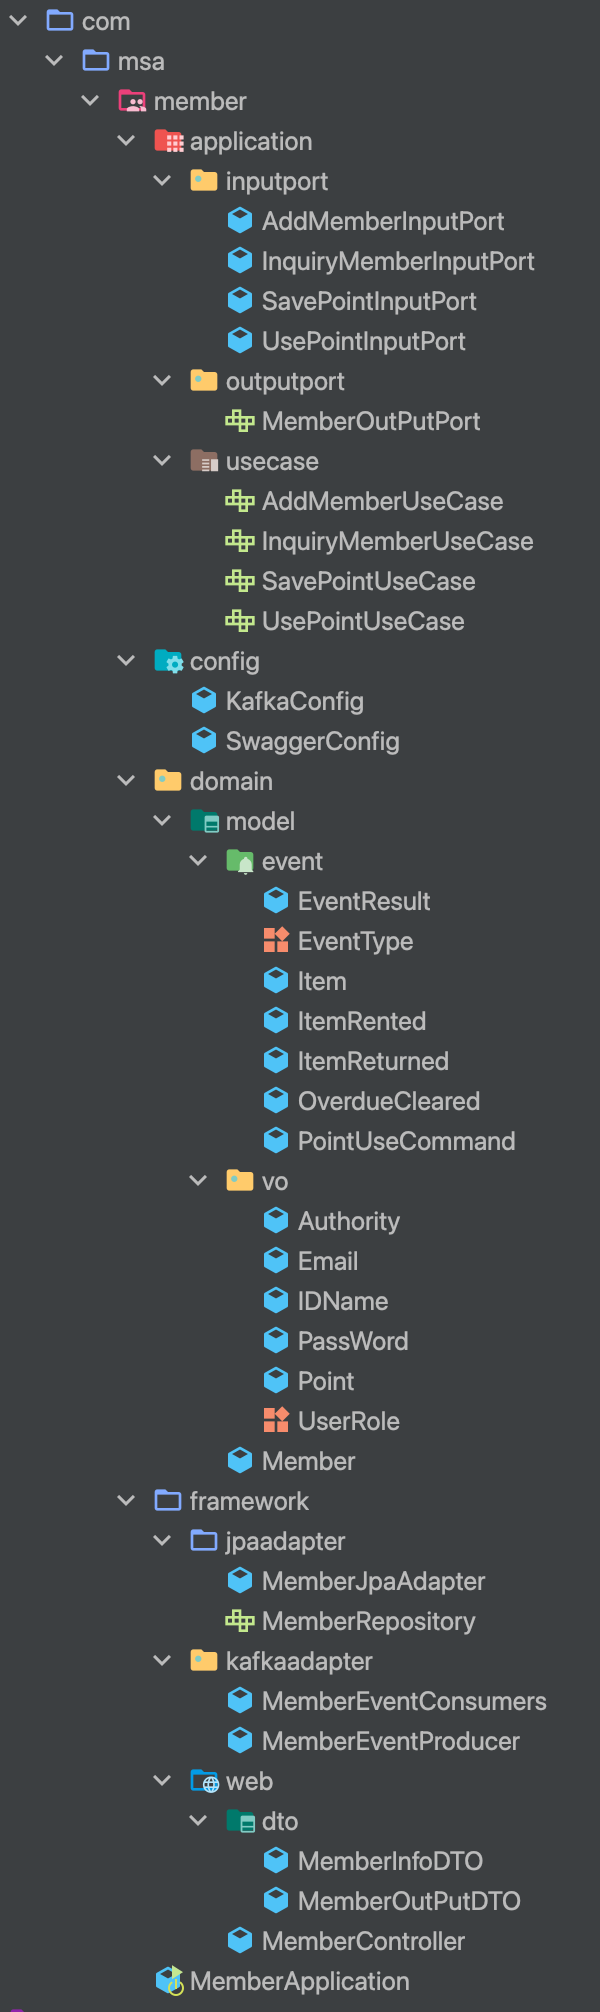 com
msa
member
application
inputport
AddMemberInputPort
InquiryMemberInputPort
SavePointInputPort
UsePointInputPort
outputport
MemberOutPutPort
usecase
AddMemberUseCase
InquiryMemberUseCase
SavePointUseCase
UsePointUseCase
config
KafkaConfig
SwaggerConfig
domain
model
event
EventResult
EventType
Item
ItemRented
ItemReturned
OverdueCleared
PointUseCommand
vo
Authority
Email
IDName
PassWord
Point
UserRole
Member
framework
jpaadapter
MemberJpaAdapter
MemberRepository
kafkaadapter
MemberEventConsumers
MemberEventProducer
web
dto
MemberInfoDTO
MemberOutPutDTO
MemberController
MemberApplication